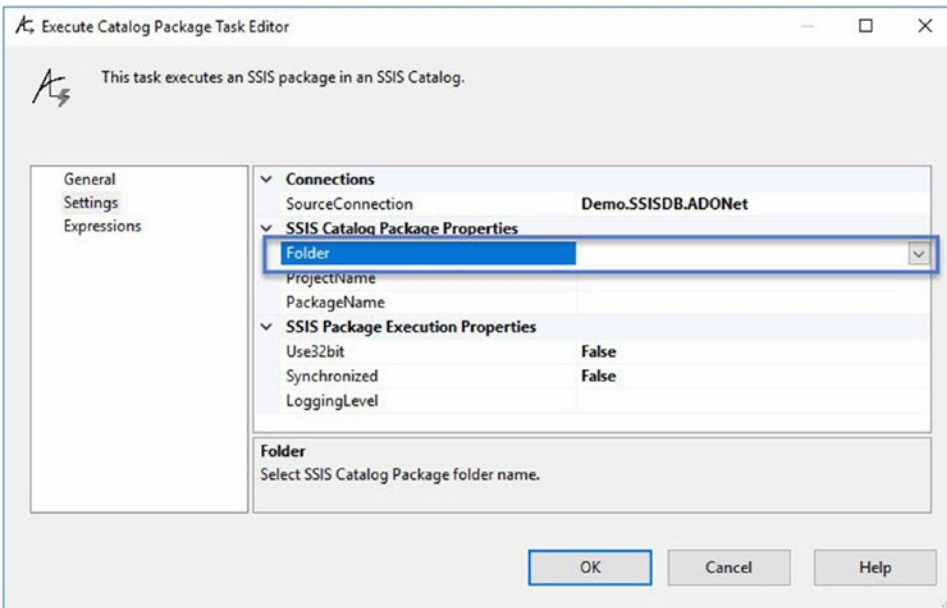 Execute Catalog Package Task Editor
This task executes an SSIS package in an SSIS Catalog.
General
Settings
Expressions
Connections
SourceConnection Demo.SSISDB.ADONet
SSIS Catalog Package Properties
Folder
ProjectName
PackageName
SSIS Package Execution Properties
Use32bit False
Synchronized False
LoggingLevel
Folder
Select SSIS Catalog Package folder name.
OK Cancel Help